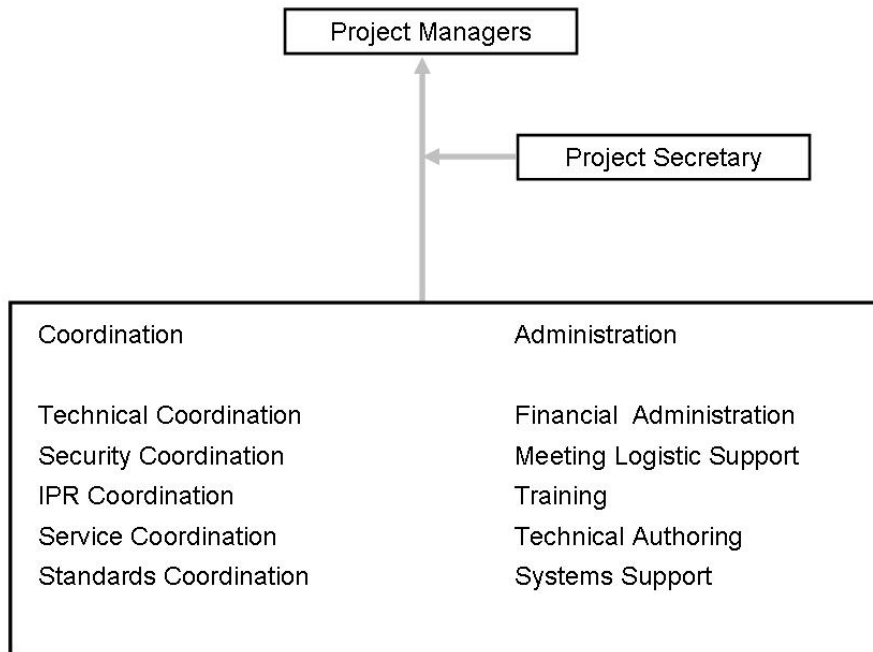 Project Managers
Project Secretary
Coordination
Technical Coordination
Security Coordination
IPR Coordination
Service Coordination
Standards Coordination
Administration
Financial Administration
Meeting Logistic Support
Training
Technical Authoring
Systems Support